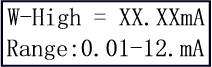 W-High = XX.XXmA
Range:0.01-12.mA